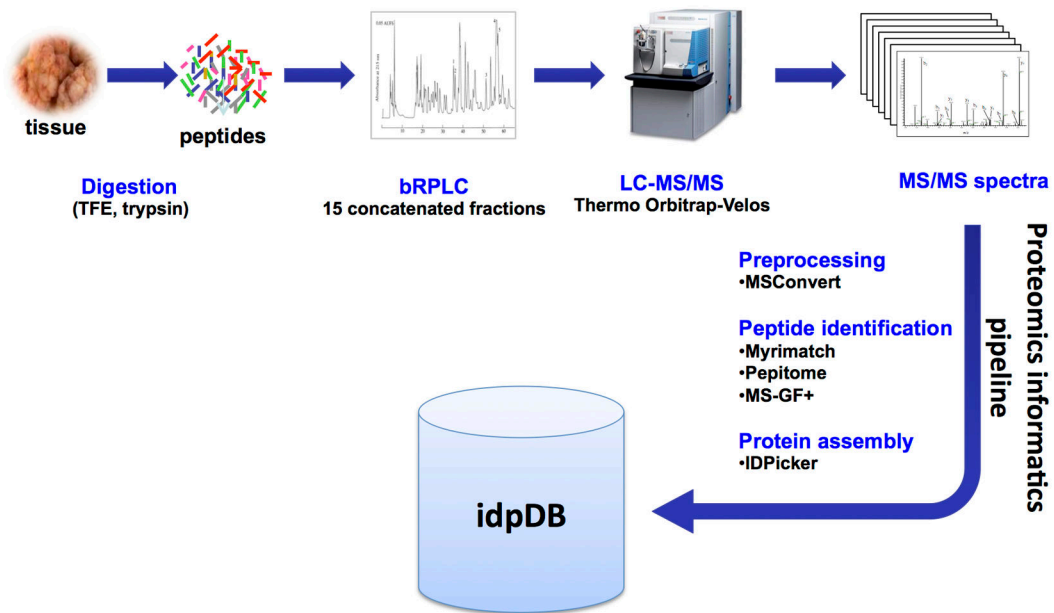 tissue
peptides
Digestion
(TFE, trypsin)
bRPLC
15 concatenated fractions
LC-MS/MS
Thermo Orbitrap-Velos
MS/MS spectra
Proteomics informatics
pipeline
Preprocessing
•MSConvert
Peptide identification
•Myrimatch
•Pepitome
•MS-GF+
Protein assembly
•IDPicker
idpDB